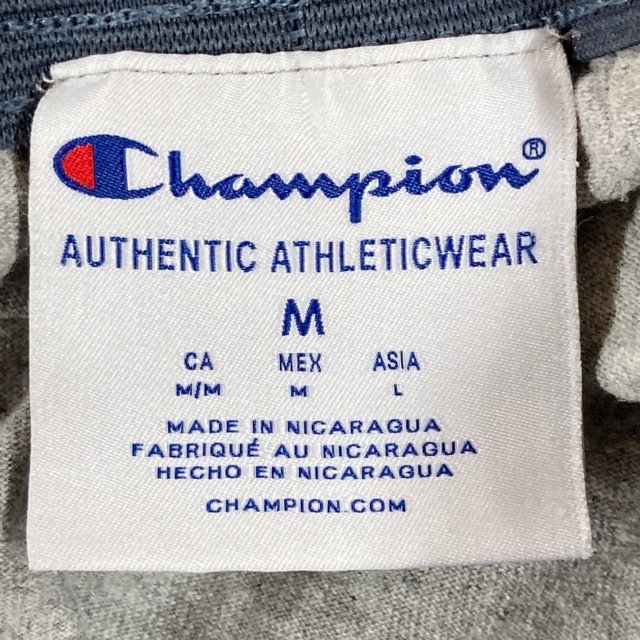 Champion®
AUTHENTIC ATHLETICWEAR
M
CA MEX ASIA
M/M M L
MADE IN NICARAGUA
FABRIQUÉ AU NICARAGUA
HECHO EN NICARAGUA
CHAMPION.COM